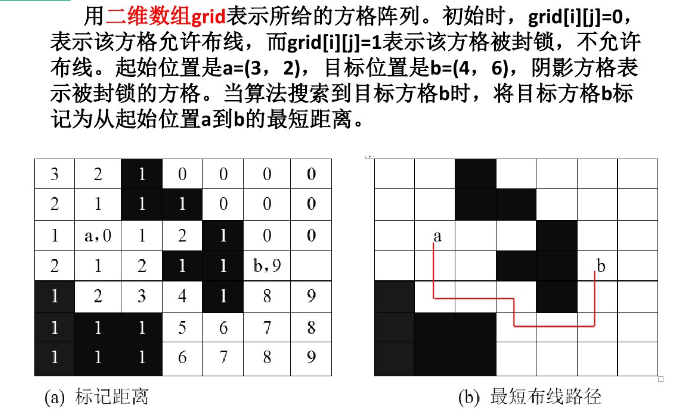 用二维数组grid表示所给的方格阵列。初始时，grid[i][j]=0，
表示该方格允许布线，而grid[i][j]=1表示该方格被封锁，不允许
布线。起始位置是a=(3，2)，目标位置是b=(4，6)，阴影方格表
示被封锁的方格。当算法搜索到目标方格b时，将目标方格b标
记为从起始位置a到b的最短距离。
3 2 1 0 0 0 0
2 1 1 1 0 0 0
1 a,0 1 2 1 0 0
2 1 2 1 1 b,9
1 2 3 4 1 8 9
1 1 1 5 6 7 8
1 1 1 6 7 8 9
a
b
(a) 标记距离
(b) 最短布线路径